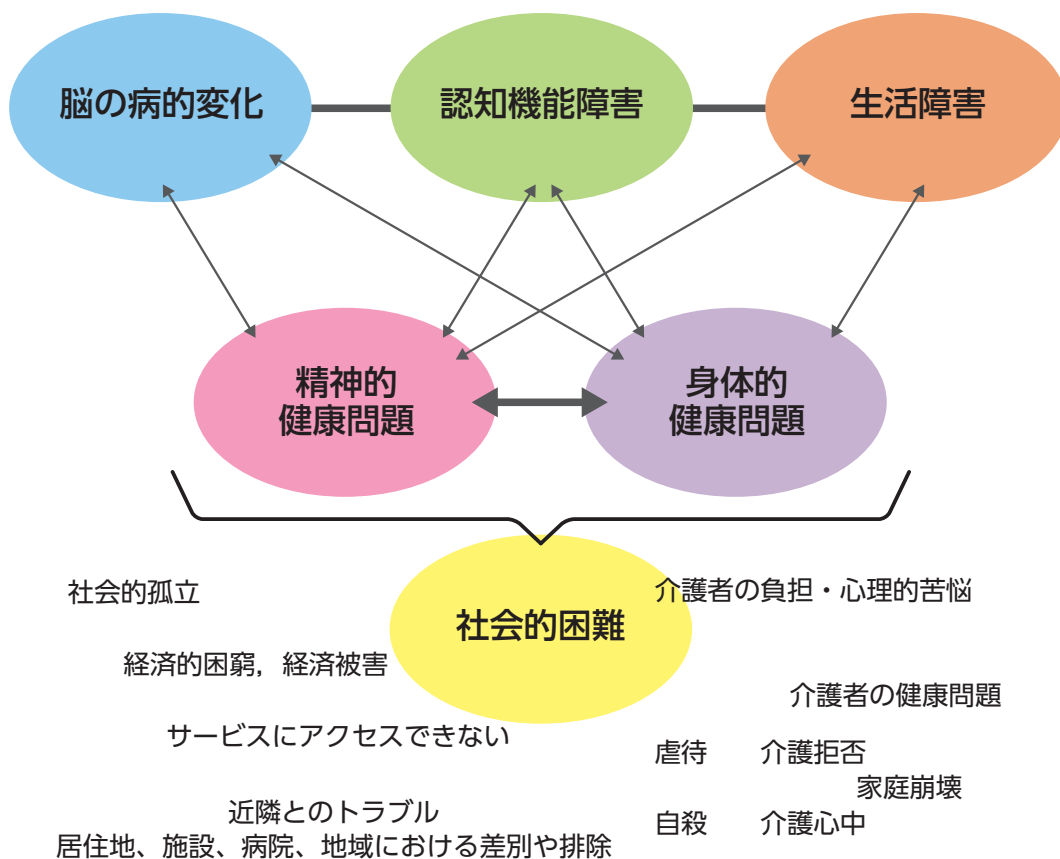 脳の病的変化
認知機能障害
生活障害
精神的
健康問題
身体的
健康問題
社会的困難
社会的孤立
経済的困窮，経済被害
サービスにアクセスできない
近隣とのトラブル
居住地、施設、病院、地域における差別や排除
介護者の負担・心理的苦悩
介護者の健康問題
虐待　介護拒否
家庭崩壊
自殺　介護心中